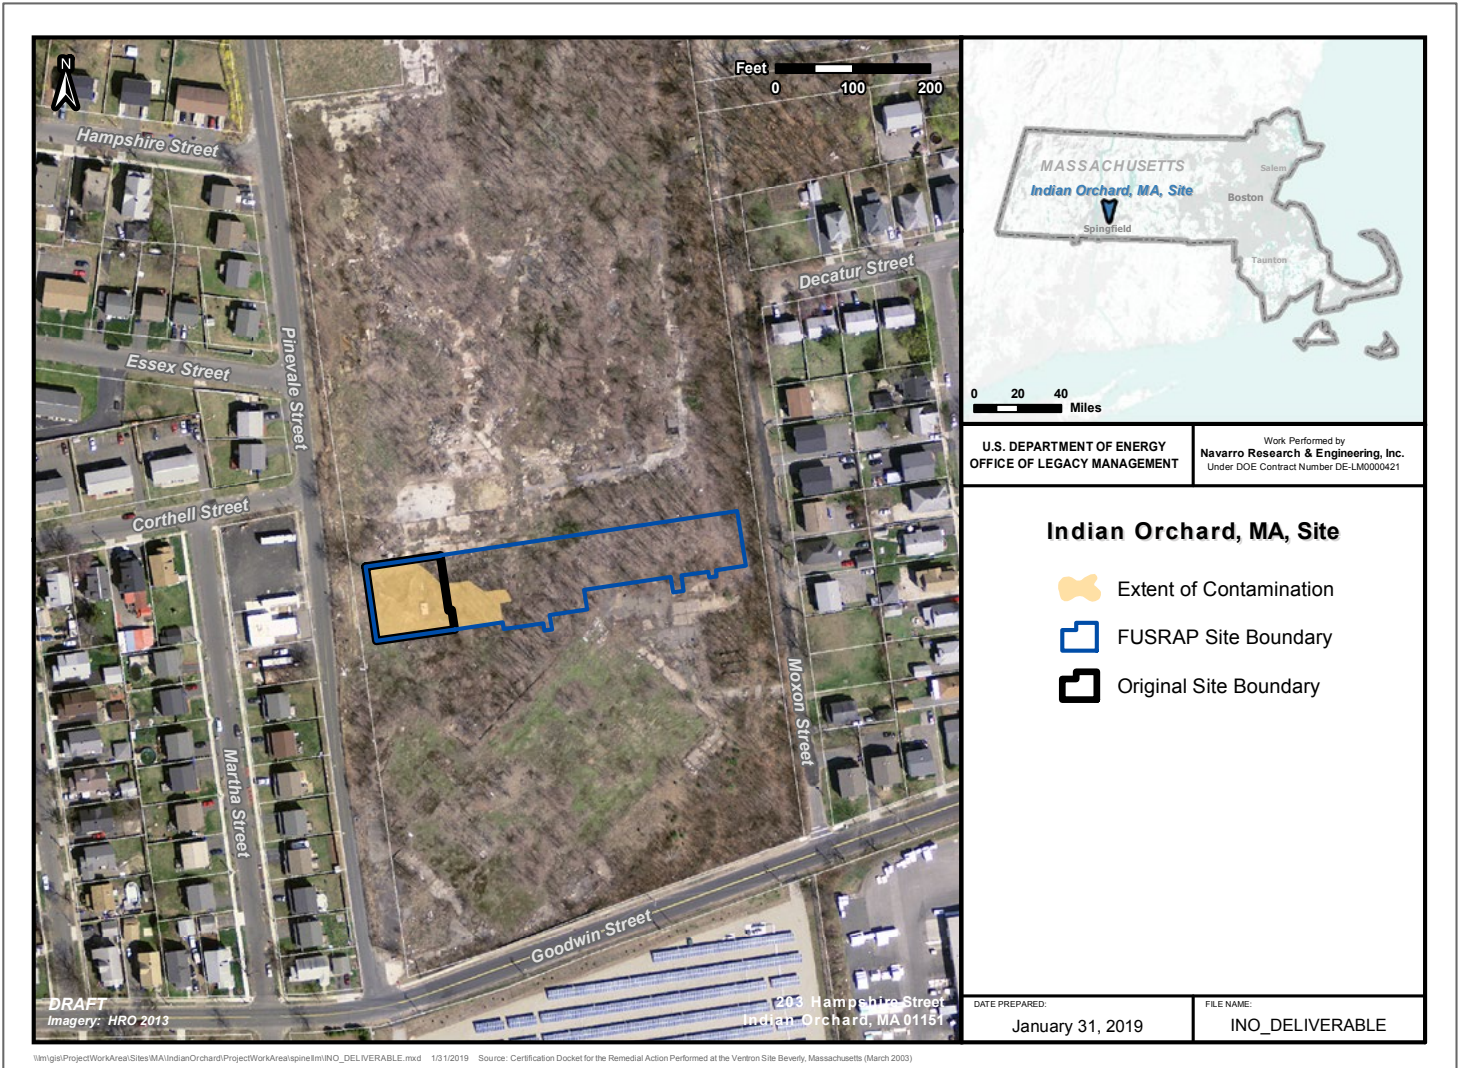 N
Feet
0 100 200
Hampshire Street
Pinevale Street
Essex Street
Decatur Street
Corthell Street
Martha Street
Moxon Street
Goodwin Street
DRAFT
Imagery: HRO 2013
203 Hampshire Street
Indian Orchard, MA 01151
MASSACHUSETTS
Indian Orchard, MA, Site
Salem
Boston
Spingfield
Taunton
0 20 40
Miles
U.S. DEPARTMENT OF ENERGY
OFFICE OF LEGACY MANAGEMENT
Work Performed by
Navarro Research & Engineering, Inc.
Under DOE Contract Number DE-LM0000421
Indian Orchard, MA, Site
Extent of Contamination
FUSRAP Site Boundary
Original Site Boundary
DATE PREPARED:
January 31, 2019
FILE NAME:
INO_DELIVERABLE
\\lm\gis\ProjectWorkArea\Sites\MA\IndianOrchard\ProjectWorkArea\spinellm\INO_DELIVERABLE.mxd 1/31/2019 Source: Certification Docket for the Remedial Action Performed at the Ventron Site Beverly, Massachusetts (March 2003)